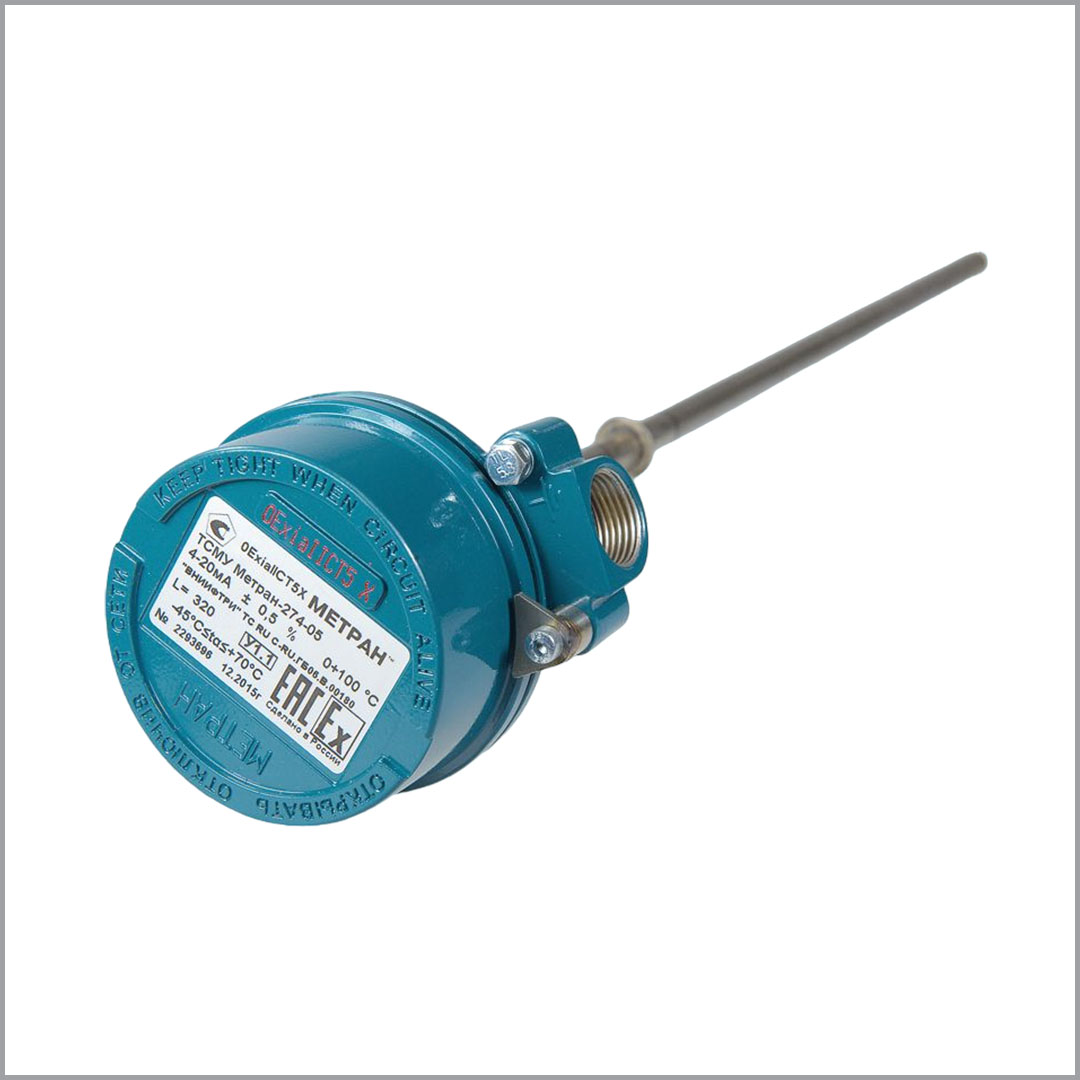 KEEP TIGHT WHEN CIRCUIT ALIVE
0ExiaIICT5 X
0ExiaIICT5X МЕТРАН™
ТСМУ Метран-274-05
4-20МА ± 0,5 % 0÷100 °С
"ВНИИФТРИ" ТС RU C-RU.ГБ06.В.00180
L= 320 У1.1
-45°С≤tα≤+70°С
№ 2293696 12.2015г
Сделано в России
EAC Ex
МЕТРАН
ОТКРЫВАТЬ ОТКЛЮЧИВ ОТ СЕТИ